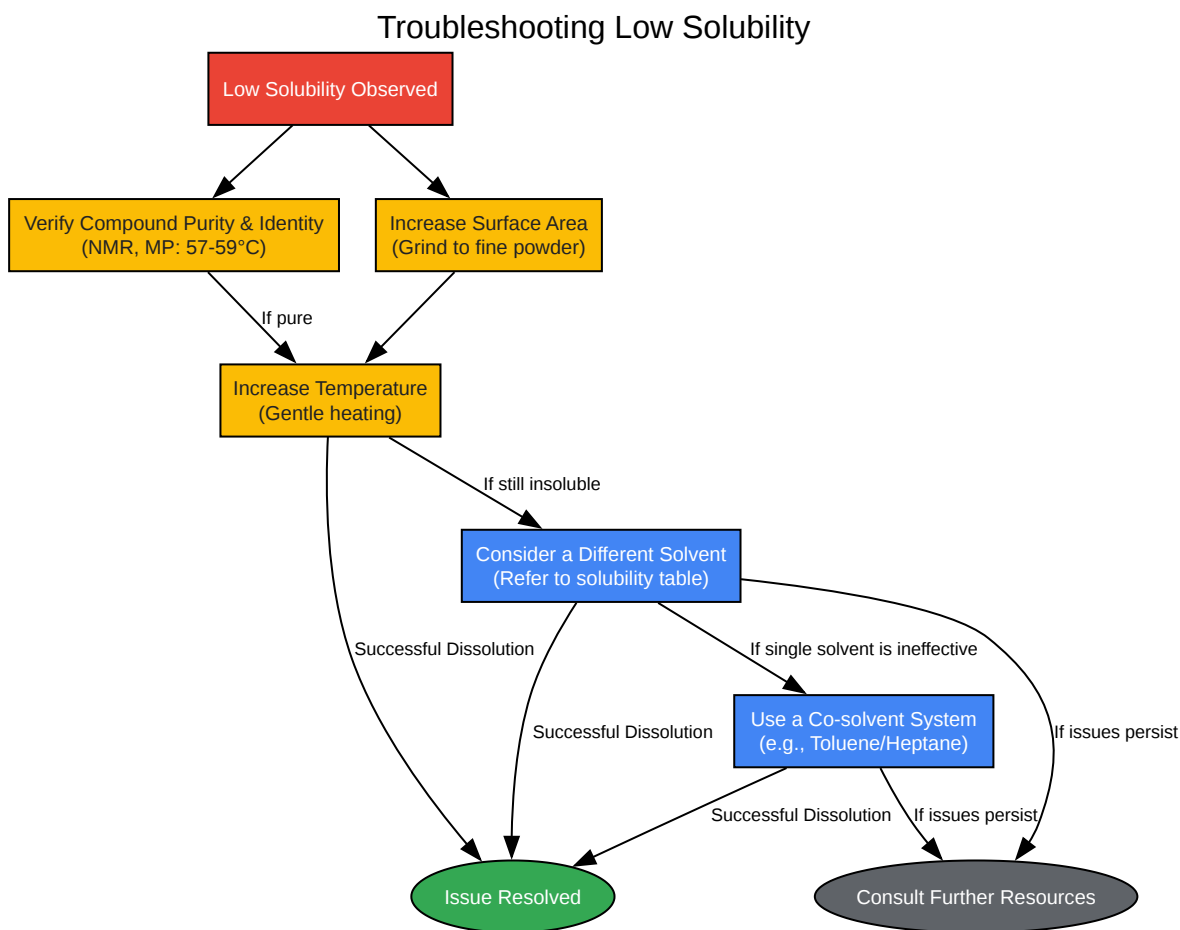 Troubleshooting Low Solubility
Low Solubility Observed
Verify Compound Purity & Identity
(NMR, MP: 57-59°C)
Increase Surface Area
(Grind to fine powder)
If pure
Increase Temperature
(Gentle heating)
If still insoluble
Consider a Different Solvent
(Refer to solubility table)
Successful Dissolution
If single solvent is ineffective
Use a Co-solvent System
(e.g., Toluene/Heptane)
Successful Dissolution
If issues persist
Successful Dissolution
If issues persist
Issue Resolved
Consult Further Resources